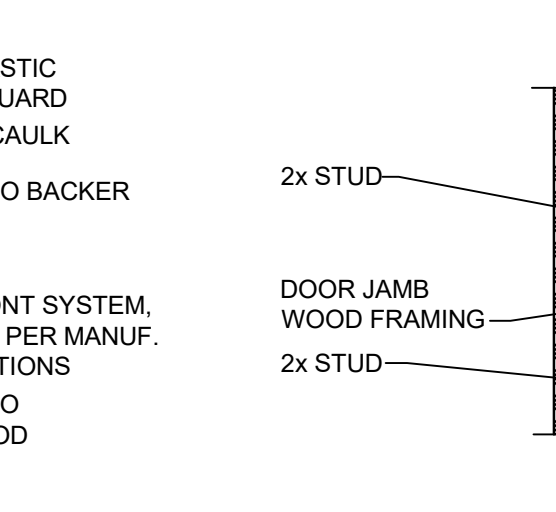 STIC
UARD
CAULK
O BACKER
ONT SYSTEM,
PER MANUF.
TIONS
O
OD
2x STUD
DOOR JAMB
WOOD FRAMING
2x STUD